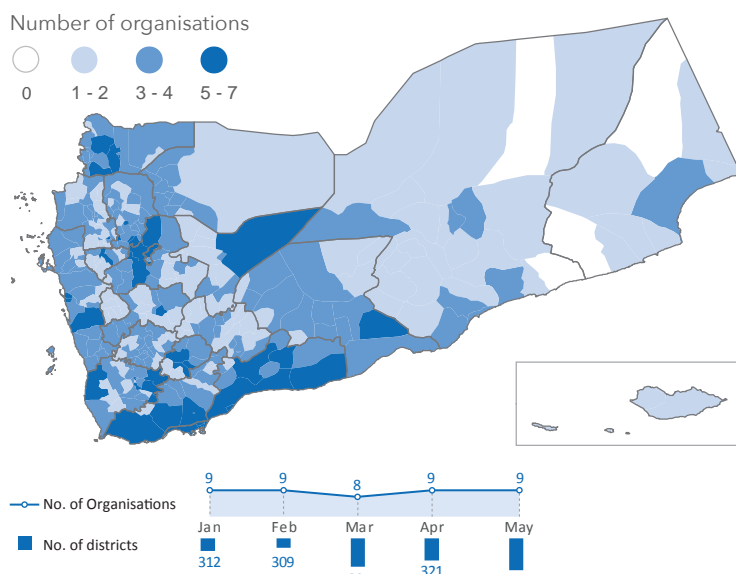 Number of organisations
0 1 - 2 3 - 4 5 - 7
9 9 8 9 9
No. of Organisations
Jan Feb Mar Apr May
No. of districts
312 309 321